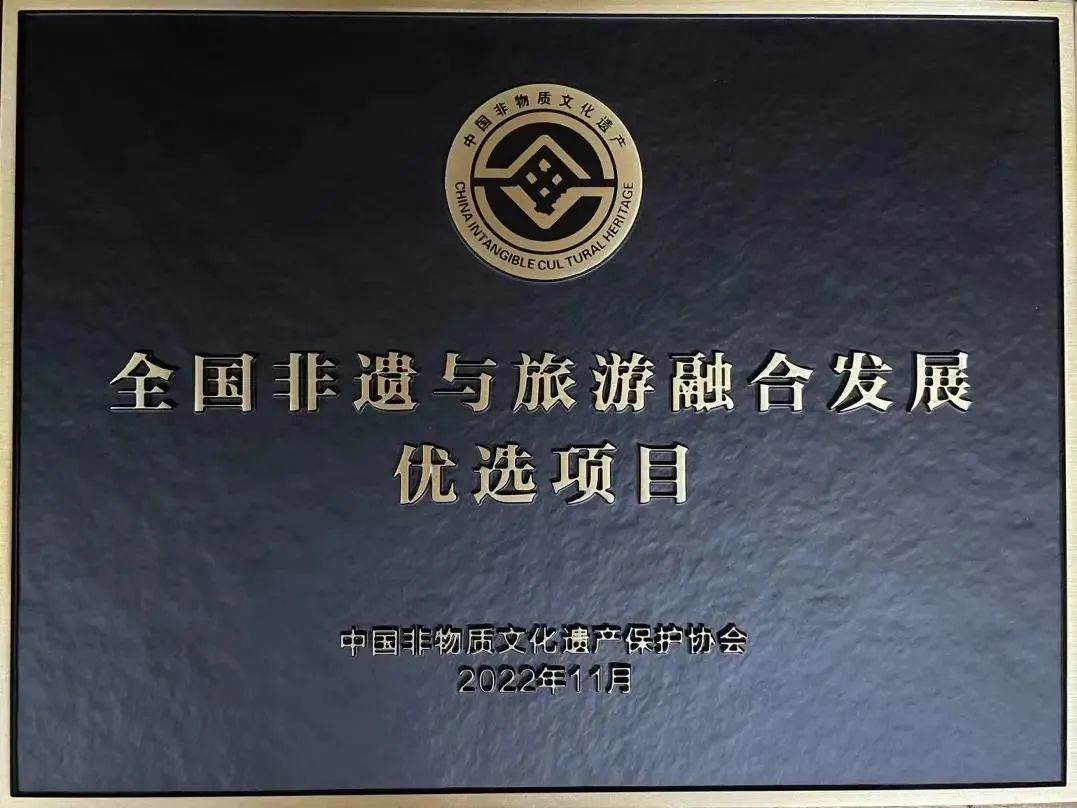 中国非物质文化遗产
CHINA INTANGIBLE CULTURAL HERITAGE
全国非遗与旅游融合发展
优选项目
中国非物质文化遗产保护协会
2022年11月